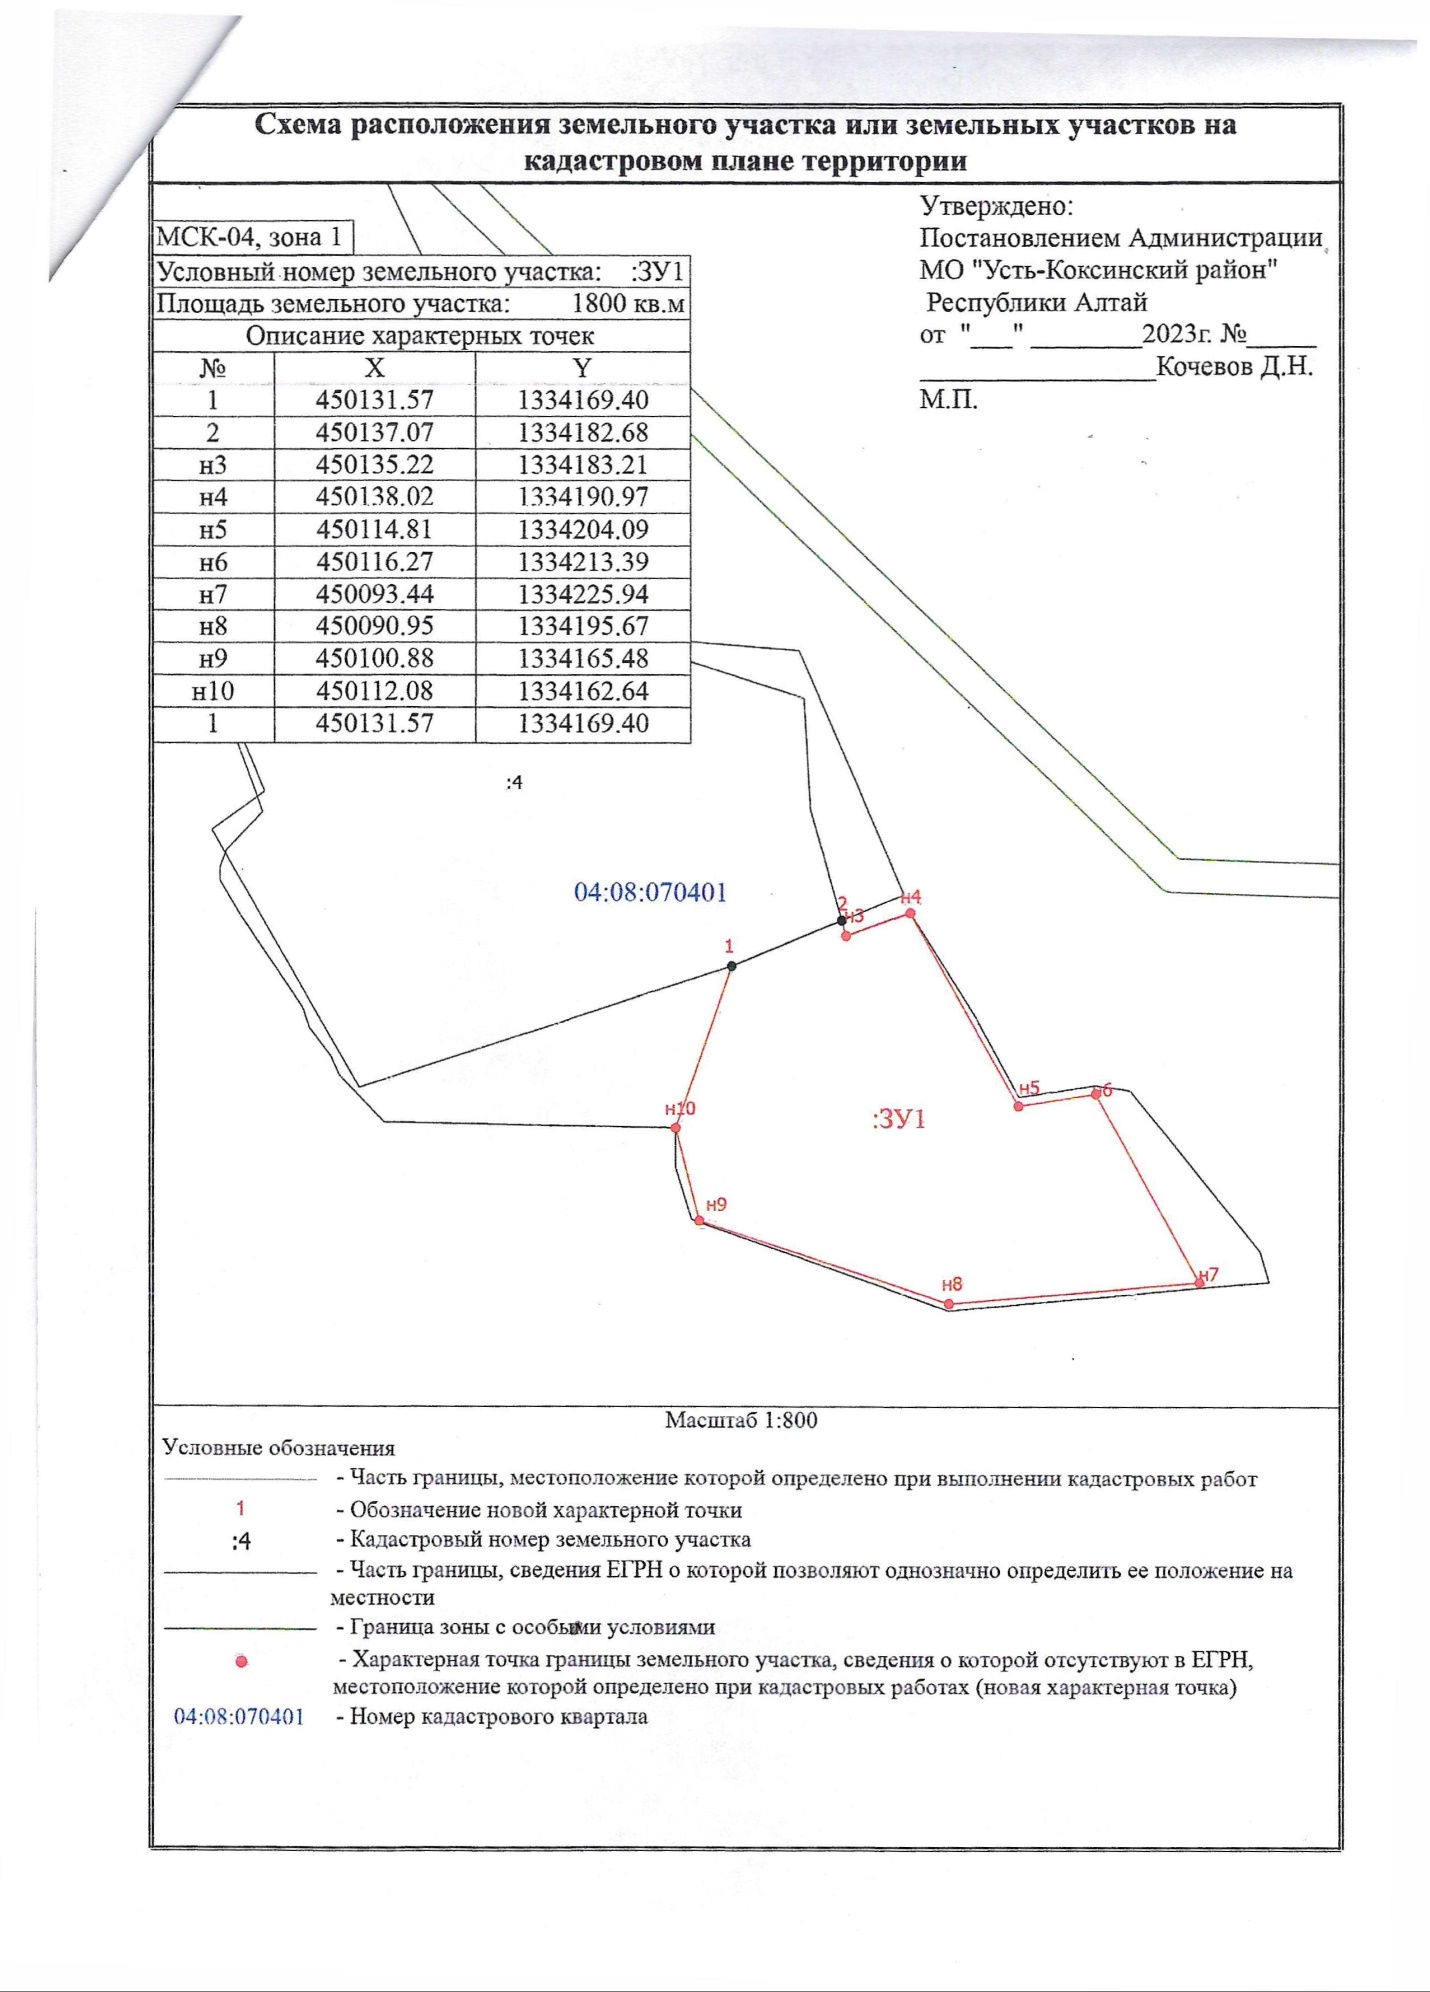 Схема расположения земельного участка или земельных участков на
кадастровом плане территории
Утверждено:
Постановлением Администрации
МО "Усть-Коксинский район"
Республики Алтай
от "___" ________2023г. №_____
_________________Кочевов Д.Н.
М.П.
МСК-04, зона 1
Условный номер земельного участка: :ЗУ1
Площадь земельного участка: 1800 кв.м
Описание характерных точек
№ X Y
1 450131.57 1334169.40
2 450137.07 1334182.68
н3 450135.22 1334183.21
н4 450138.02 1334190.97
н5 450114.81 1334204.09
н6 450116.27 1334213.39
н7 450093.44 1334225.94
н8 450090.95 1334195.67
н9 450100.88 1334165.48
н10 450112.08 1334162.64
1 450131.57 1334169.40
:4
04:08:070401
2
н3
н4
1
н5
н6
н10
:ЗУ1
н9
н7
н8
Масштаб 1:800
Условные обозначения
- Часть границы, местоположение которой определено при выполнении кадастровых работ
1 - Обозначение новой характерной точки
:4 - Кадастровый номер земельного участка
- Часть границы, сведения ЕГРН о которой позволяют однозначно определить ее положение на
местности
- Граница зоны с особыми условиями
- Характерная точка границы земельного участка, сведения о которой отсутствуют в ЕГРН,
местоположение которой определено при кадастровых работах (новая характерная точка)
04:08:070401 - Номер кадастрового квартала